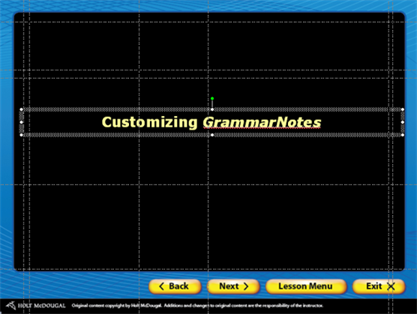 Customizing GrammarNotes
Back
Next
Lesson Menu
Exit
HOLT McDOUGAL
Original content copyright by Holt McDougal. Additions and changes to original content are the responsibility of the instructor.